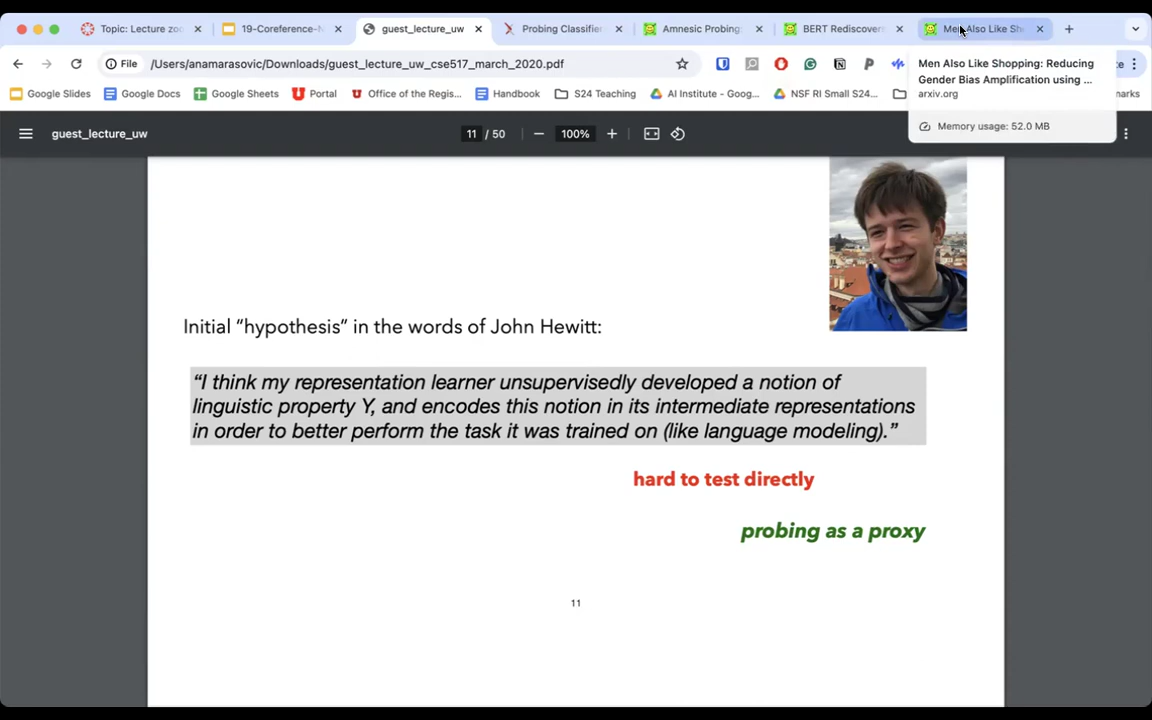 Topic: Lecture zo
19-Coreference-N
guest_lecture_uw
Probing Classifier
Amnesic Probing:
BERT Rediscover
Men Also Like Sh
File
/Users/anamarasovic/Downloads/guest_lecture_uw_cse517_march_2020.pdf
Men Also Like Shopping: Reducing
Gender Bias Amplification using ...
arxiv.org
Memory usage: 52.0 MB
Google Slides
Google Docs
Google Sheets
Portal
Office of the Regis...
Handbook
S24 Teaching
AI Institute - Goog...
NSF RI Small S24...
marks
guest_lecture_uw
11 / 50
100%
Initial “hypothesis” in the words of John Hewitt:
“I think my representation learner unsupervisedly developed a notion of
linguistic property Y, and encodes this notion in its intermediate representations
in order to better perform the task it was trained on (like language modeling).”
hard to test directly
probing as a proxy
11